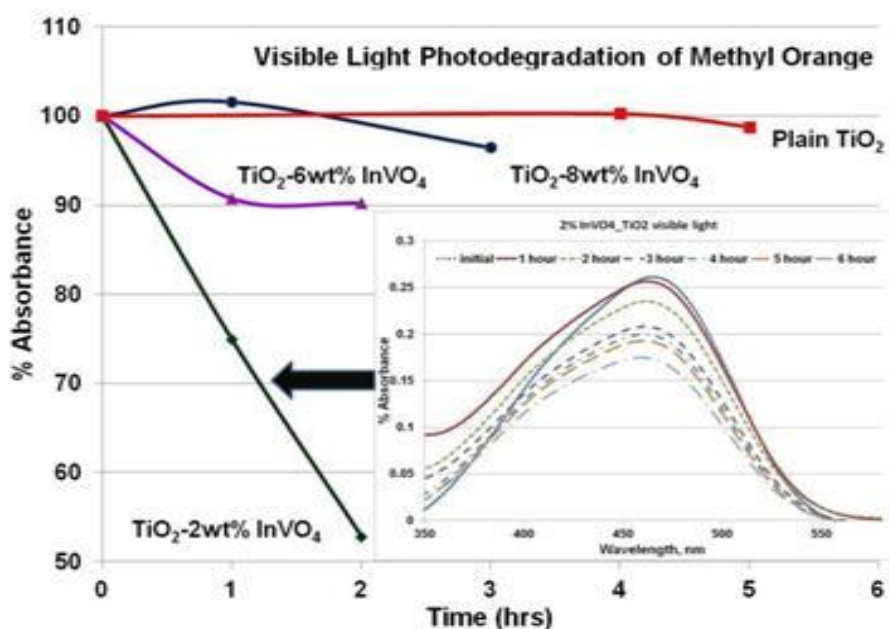 Visible Light Photodegradation of Methyl Orange
110
100
90
80
70
60
50
% Absorbance
0 1 2 3 4 5 6
Time (hrs)
Plain TiO₂
TiO₂-6wt% InVO₄
TiO₂-8wt% InVO₄
TiO₂-2wt% InVO₄
2% InVO4_TiO2 visible light
initial 1 hour 2 hour 3 hour 4 hour 5 hour 6 hour
0.3
0.25
0.2
0.15
0.1
0.05
0
% Absorbance
350 400 450 500 550
Wavelength, nm